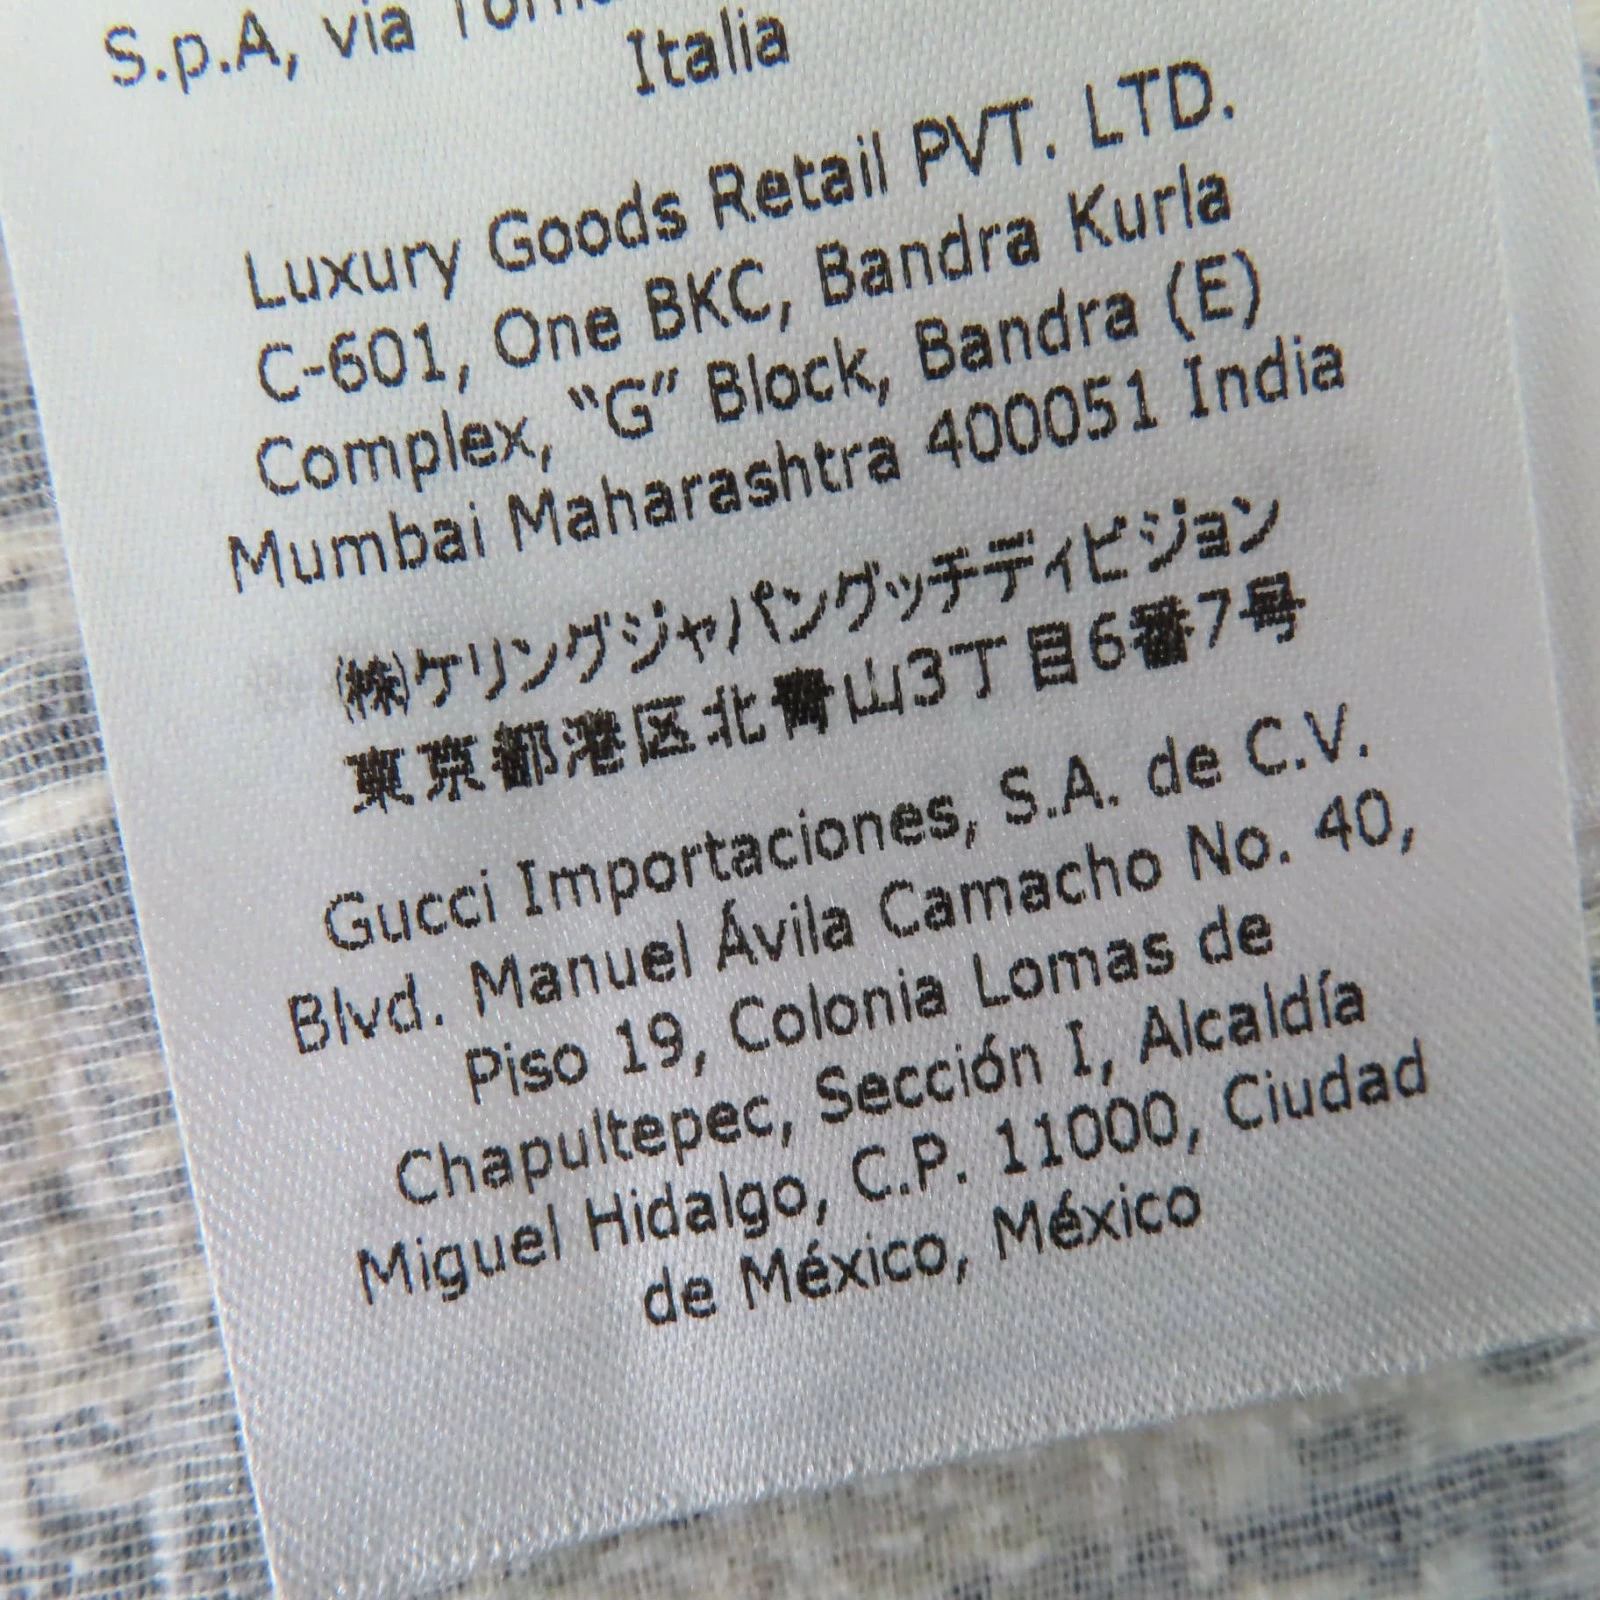 S.p.A, via
Italia
Luxury Goods Retail PVT. LTD.
C-601, One BKC, Bandra Kurla
Complex, “G” Block, Bandra (E)
Mumbai Maharashtra 400051 India
㈱ケリングジャパングッチディビジョン
東京都港区北青山3丁目6番7号
Gucci Importaciones, S.A. de C.V.
Blvd. Manuel Ávila Camacho No. 40,
Piso 19, Colonia Lomas de
Chapultepec, Sección I, Alcaldía
Miguel Hidalgo, C.P. 11000, Ciudad
de México, México